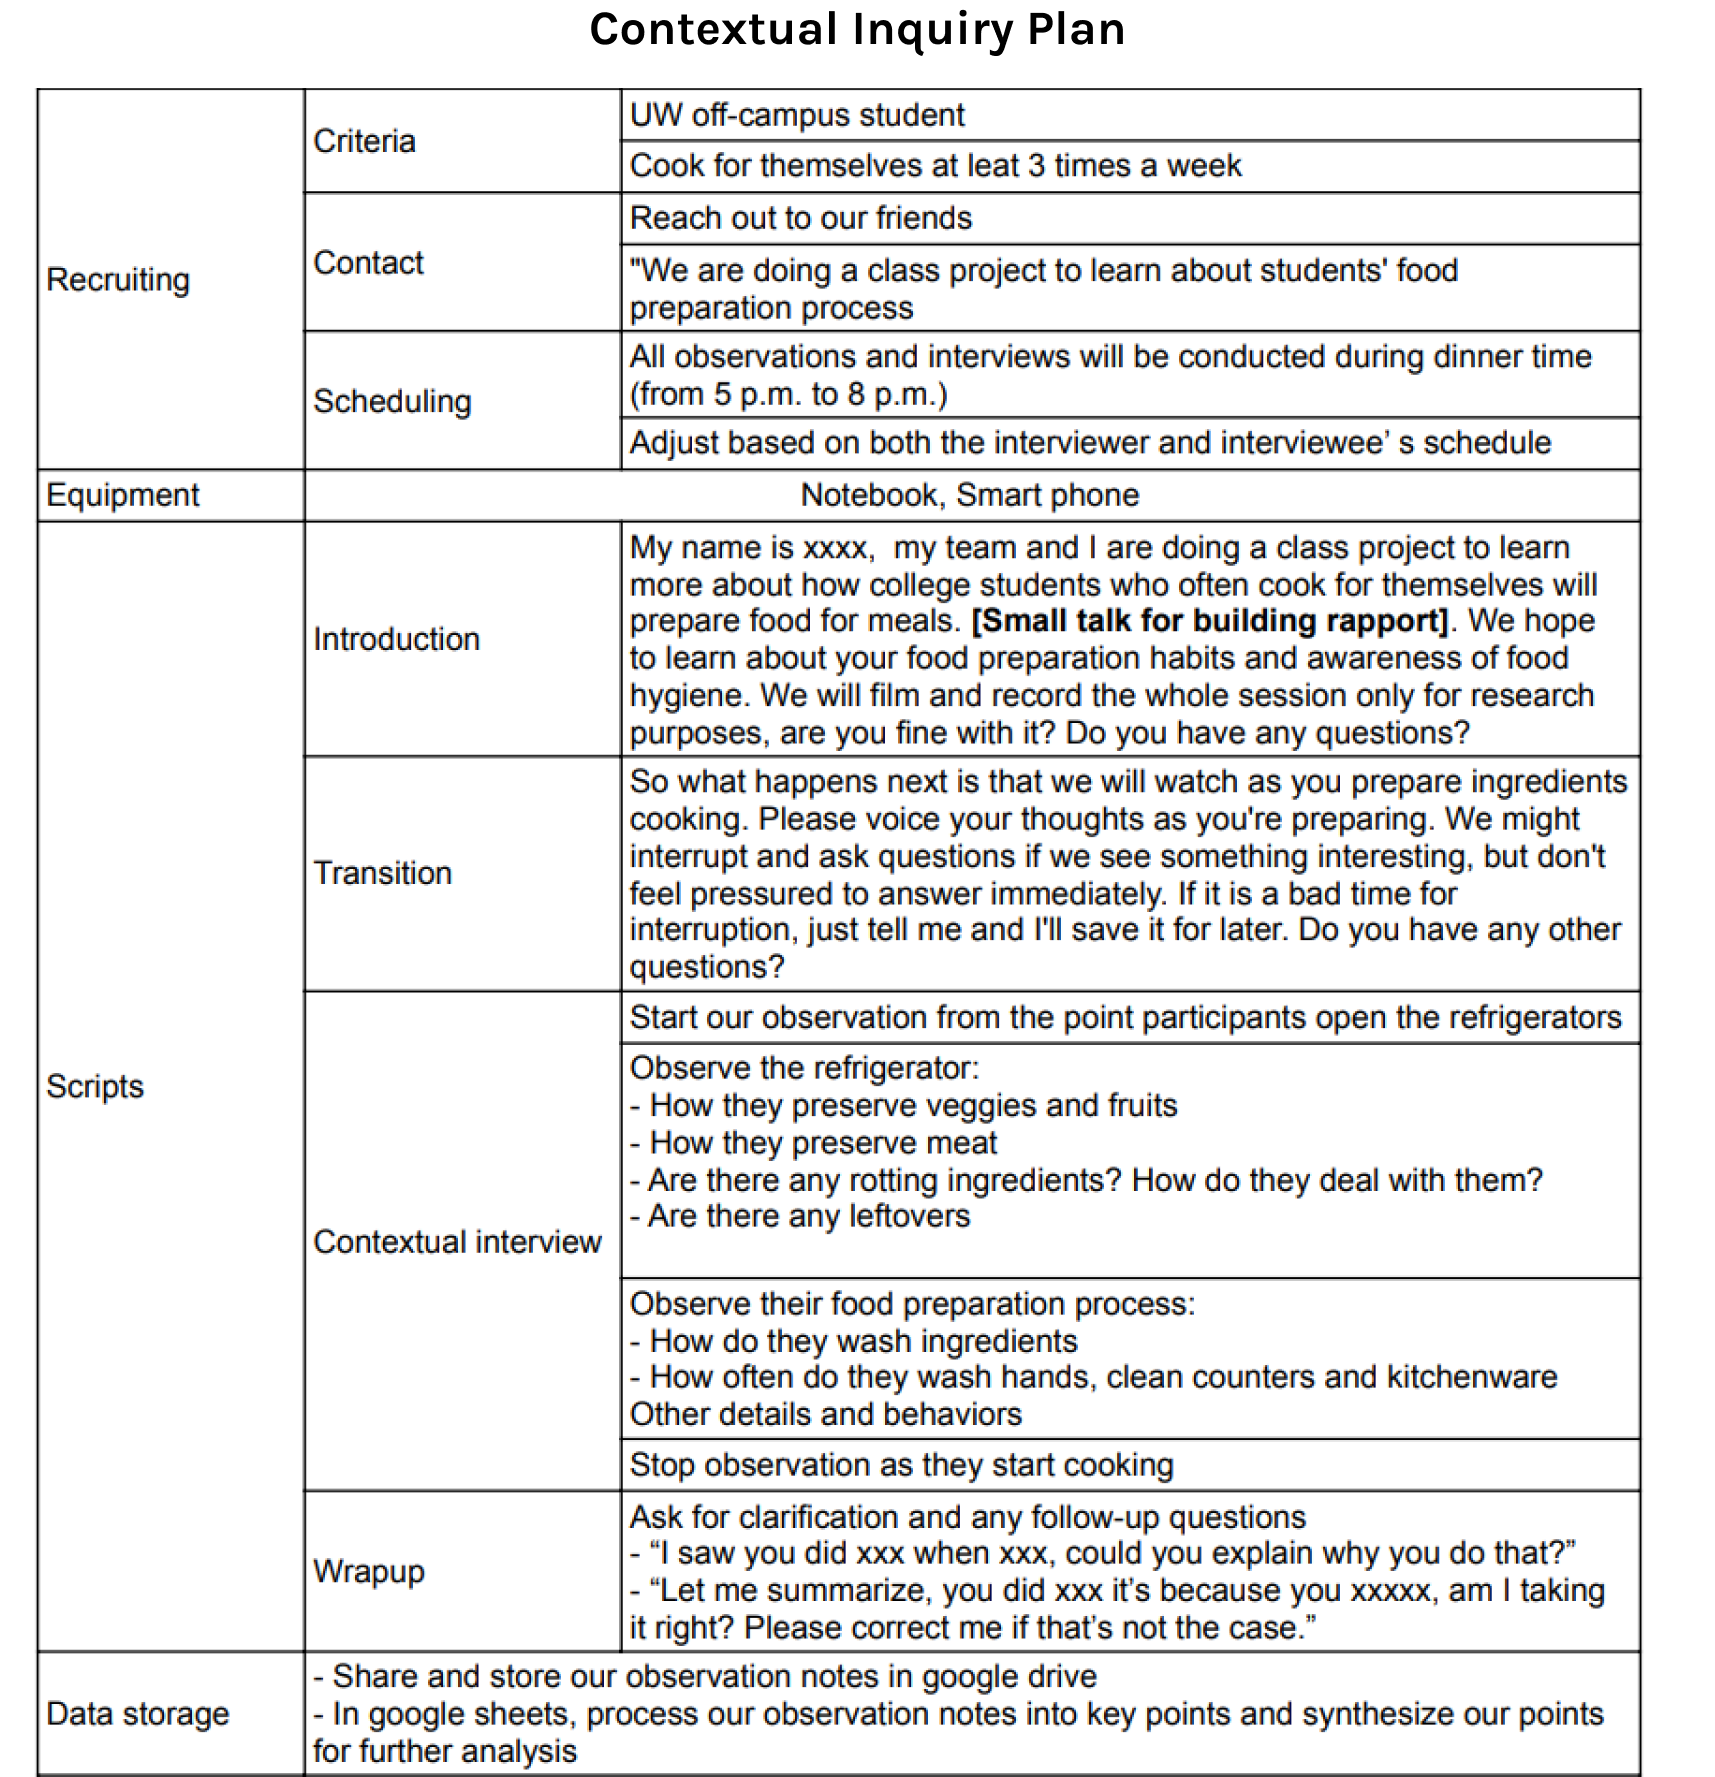 Contextual Inquiry Plan
Recruiting
Criteria
UW off-campus student
Cook for themselves at leat 3 times a week
Contact
Reach out to our friends
"We are doing a class project to learn about students' food
preparation process
Scheduling
All observations and interviews will be conducted during dinner time
(from 5 p.m. to 8 p.m.)
Adjust based on both the interviewer and interviewee’ s schedule
Equipment
Notebook, Smart phone
Scripts
Introduction
My name is xxxx,  my team and I are doing a class project to learn
more about how college students who often cook for themselves will
prepare food for meals. [Small talk for building rapport]. We hope
to learn about your food preparation habits and awareness of food
hygiene. We will film and record the whole session only for research
purposes, are you fine with it? Do you have any questions?
Transition
So what happens next is that we will watch as you prepare ingredients
cooking. Please voice your thoughts as you're preparing. We might
interrupt and ask questions if we see something interesting, but don't
feel pressured to answer immediately. If it is a bad time for
interruption, just tell me and I'll save it for later. Do you have any other
questions?
Contextual interview
Start our observation from the point participants open the refrigerators
Observe the refrigerator:
- How they preserve veggies and fruits
- How they preserve meat
- Are there any rotting ingredients? How do they deal with them?
- Are there any leftovers
Observe their food preparation process:
- How do they wash ingredients
- How often do they wash hands, clean counters and kitchenware
Other details and behaviors
Stop observation as they start cooking
Wrapup
Ask for clarification and any follow-up questions
- “I saw you did xxx when xxx, could you explain why you do that?”
- “Let me summarize, you did xxx it’s because you xxxxx, am I taking
it right? Please correct me if that’s not the case.”
Data storage
- Share and store our observation notes in google drive
- In google sheets, process our observation notes into key points and synthesize our points
for further analysis